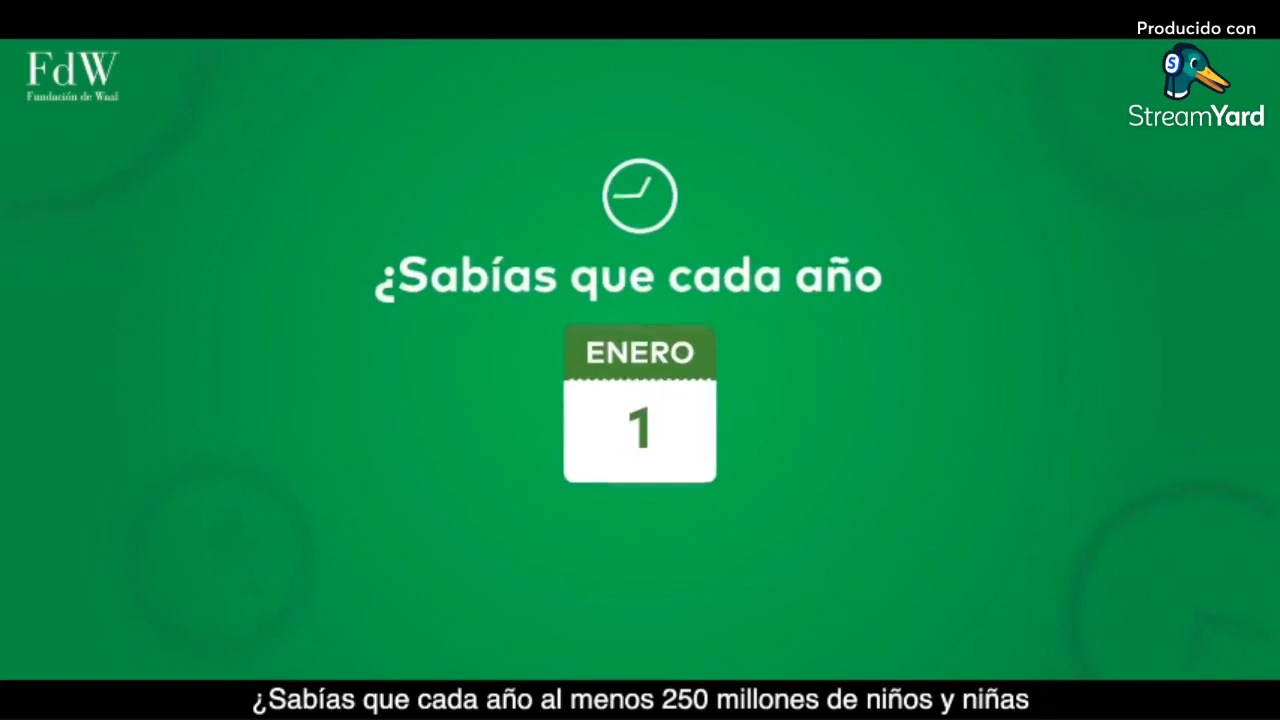 Producido con
FdW
Fundación de Waal
S
StreamYard
¿Sabías que cada año
ENERO
1
¿Sabías que cada año al menos 250 millones de niños y niñas